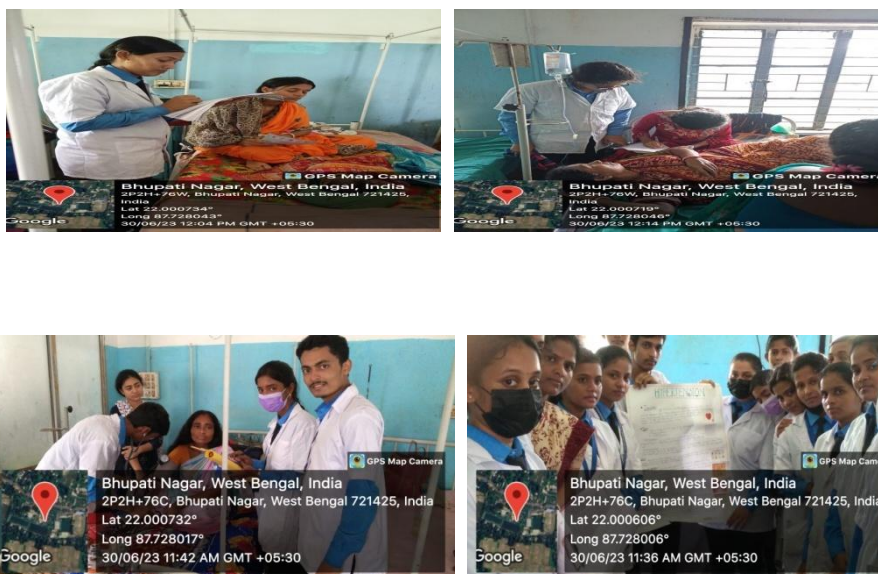 GPS Map Camera
Bhupati Nagar, West Bengal, India
2P2H+76W, Bhupati Nagar, West Bengal 721425,
India
Lat 22.000734°
Long 87.728043°
30/06/23 12:04 PM GMT +05:30
Google
GPS Map Camera
Bhupati Nagar, West Bengal, India
2P2H+76W, Bhupati Nagar, West Bengal 721425,
India
Lat 22.000719°
Long 87.728046°
30/06/23 12:14 PM GMT +05:30
Google
GPS Map Camera
Bhupati Nagar, West Bengal, India
2P2H+76C, Bhupati Nagar, West Bengal 721425, India
Lat 22.000732°
Long 87.728017°
30/06/23 11:42 AM GMT +05:30
Google
GPS Map Cam
Bhupati Nagar, West Bengal, India
2P2H+76C, Bhupati Nagar, West Bengal 721425, India
Lat 22.000606°
Long 87.728006°
30/06/23 11:36 AM GMT +05:30
Google